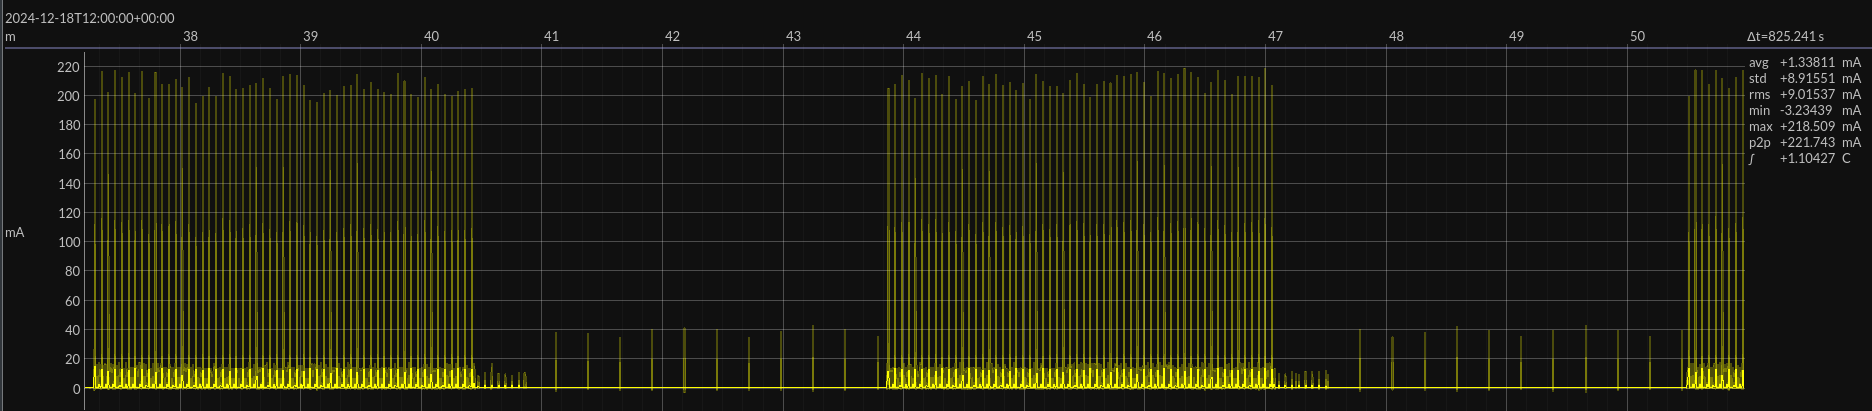 2024-12-18T12:00:00+00:00
m 38 39 40 41 42 43 44 45 46 47 48 49 50 Δt=825.241 s
220
200
180
160
140
120
100
80
60
40
20
0
mA
avg +1.33811 mA
std +8.91551 mA
rms +9.01537 mA
min -3.23439 mA
max +218.509 mA
p2p +221.743 mA
∫ +1.10427 C